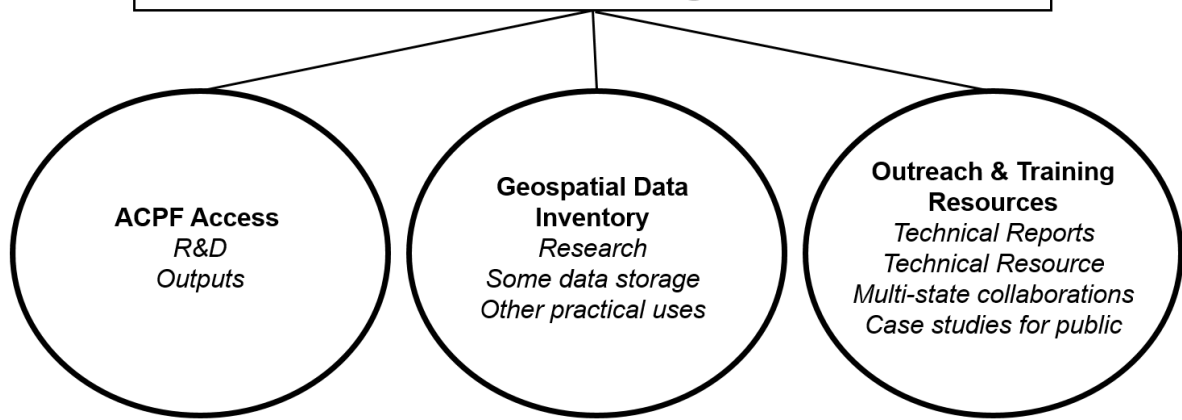 ACPF Access
R&D
Outputs
Geospatial Data
Inventory
Research
Some data storage
Other practical uses
Outreach & Training
Resources
Technical Reports
Technical Resource
Multi-state collaborations
Case studies for public